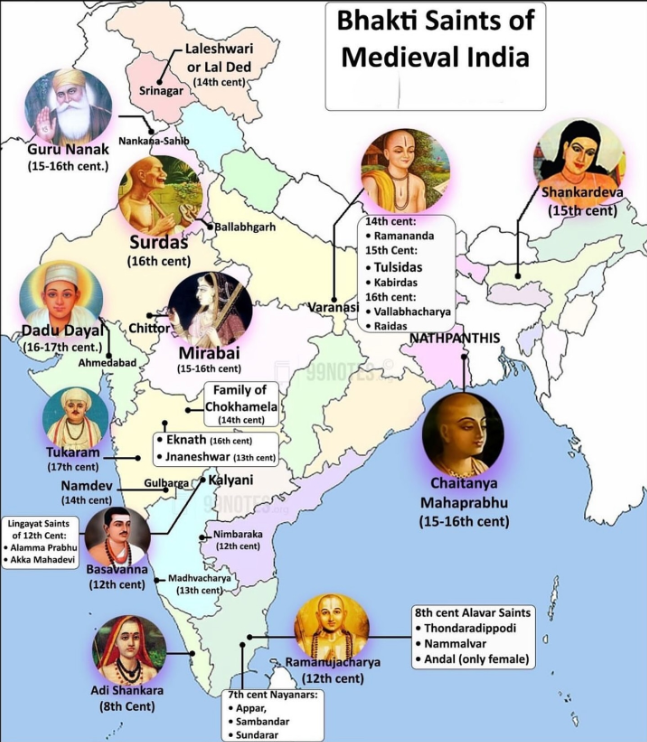 Bhakti Saints of
Medieval India
Laleshwari
or Lal Ded
(14th cent)
Srinagar
Guru Nanak
(15-16th cent.)
Nankana-Sahib
Shankardeva
(15th cent)
Surdas
(16th cent)
Ballabhgarh
14th cent:
• Ramananda
15th Cent:
• Tulsidas
• Kabirdas
16th cent:
• Vallabhacharya
• Raidas
Varanasi
Dadu Dayal
(16-17th cent.)
Ahmedabad
Chittor
Mirabai
(15-16th cent)
NATHPANTHIS
99NOTES
Family of
Chokhamela
(14th cent)
• Eknath (16th cent)
• Jnaneshwar (13th cent)
Tukaram
(17th cent)
Chaitanya
Mahaprabhu
(15-16th cent)
Namdev
(14th cent)
Gulbarga
Kalyani
99NOTES
Lingayat Saints
of 12th Cent:
• Alamma Prabhu
• Akka Mahadevi
Basavanna
(12th cent)
Nimbaraka
(12th cent)
Madhvacharya
(13th cent)
Adi Shankara
(8th Cent)
Ramanujacharya
(12th cent)
8th cent Alavar Saints
• Thondaradippodi
• Nammalvar
• Andal (only female)
7th cent Nayanars:
• Appar,
• Sambandar
• Sundarar